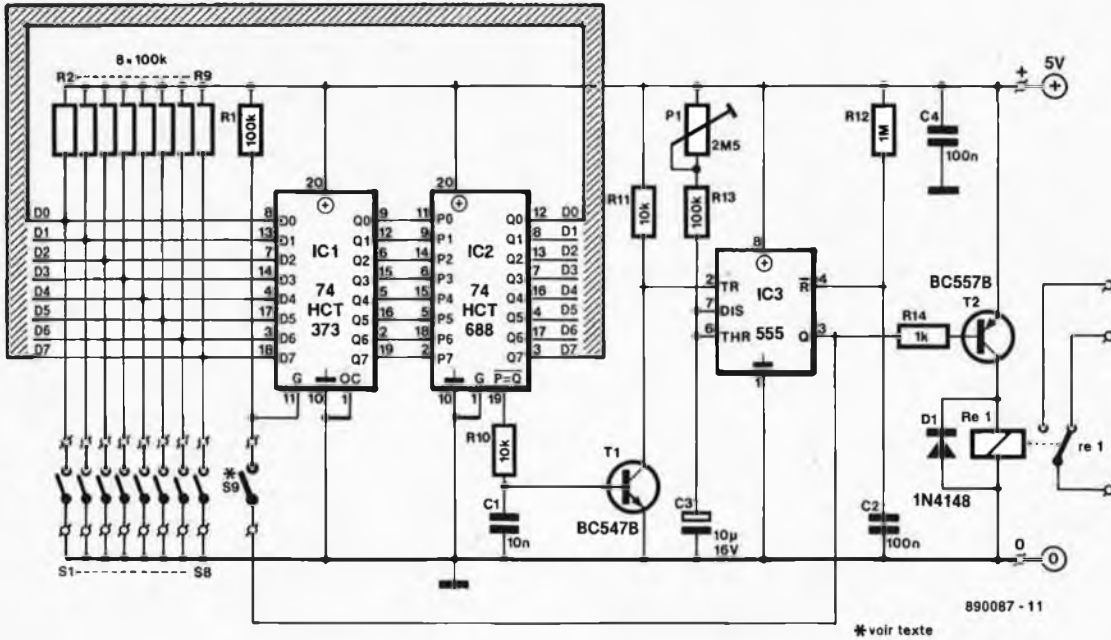 8 x 100k
R2 R9
R1
100k
D0
D1
D2
D3
D4
D5
D6
D7
20
8 D0 Q0 9
13 D1 Q1 12
7 D2 Q2 6
14 D3 Q3 15
4 D4 Q4 5
17 D5 Q5 16
3 D6 Q6 2
18 D7 Q7 19
IC1
74
HCT
373
G OC
11 10 1
20
11 P0 Q0 12 D0
9 P1 Q1 8 D1
14 P2 Q2 13 D2
6 P3 Q3 7 D3
15 P4 Q4 16 D4
5 P5 Q5 4 D5
18 P6 Q6 17 D6
2 P7 Q7 3 D7
IC2
74
HCT
688
G P=Q
10 1 19
R10
10k
C1
10n
T1
BC547B
R11
10k
P1
2M5
R13
100k
C3
10µ
16V
8
2 TR
7 DIS
6 THR
IC3
555
R 4
Q 3
1
R12
1M
C4
100n
+ 5V
+
BC557B
T2
R14
1k
D1
1N4148
Re 1
re 1
C2
100n
0 0
S1 S8
*
S9
890087 - 11
* voir texte